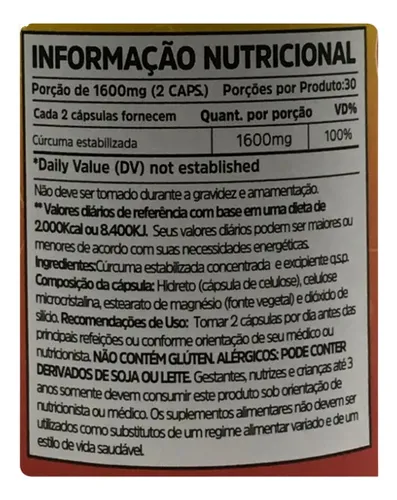 INFORMAÇÃO NUTRICIONAL
Porção de 1600mg (2 CAPS.) Porções por Produto:30
Cada 2 cápsulas fornecem Quant. por porção VD%
Cúrcuma estabilizada 1600mg 100%
*Daily Value (DV) not established
Não deve ser tomado durante a gravidez e amamentação.
** Valores diários de referência com base em uma dieta de
2.000Kcal ou 8.400KJ. Seus valores diários podem ser maiores ou
menores de acordo com suas necessidades energéticas.
Ingredientes:Cúrcuma estabilizada concentrada e excipiente q.s.p.
Composição da cápsula: Hidreto (cápsula de celulose), celulose
microcristalina, estearato de magnésio (fonte vegetal) e dióxido de
silício. Recomendações de Uso: Tomar 2 cápsulas por dia antes das
principais refeições ou conforme orientação de seu médico ou
nutricionista. NÃO CONTÉM GLÚTEN. ALÉRGICOS: PODE CONTER
DERIVADOS DE SOJA OU LEITE. Gestantes, nutrizes e crianças até 3
anos somente devem consumir este produto sob orientação de
nutricionista ou médico. Os suplementos alimentares não devem ser
utilizados como substitutos de um regime alimentar variado e de um
estilo de vida saudável.